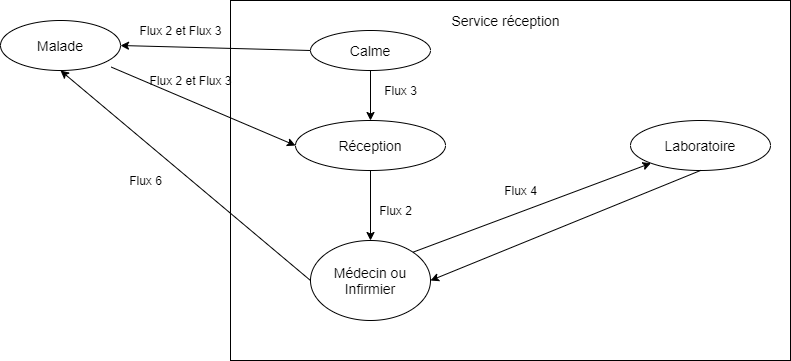 Service réception
Flux 2 et Flux 3
Malade
Calme
Flux 2 et Flux 3
Flux 3
Réception
Laboratoire
Flux 6
Flux 4
Flux 2
Médecin ou
Infirmier